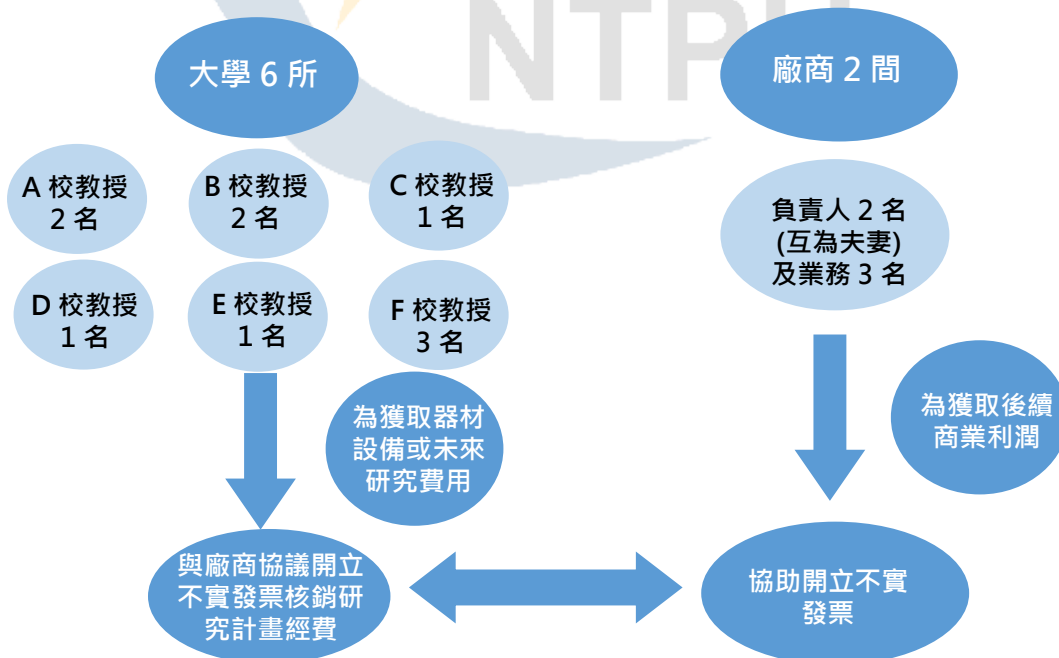 NTPU
大學 6 所
廠商 2 間
A 校教授
2 名
B 校教授
2 名
C 校教授
1 名
負責人 2 名
(互為夫妻)
及業務 3 名
D 校教授
1 名
E 校教授
1 名
F 校教授
3 名
為獲取器材
設備或未來
研究費用
為獲取後續
商業利潤
與廠商協議開立
不實發票核銷研
究計畫經費
協助開立不實
發票